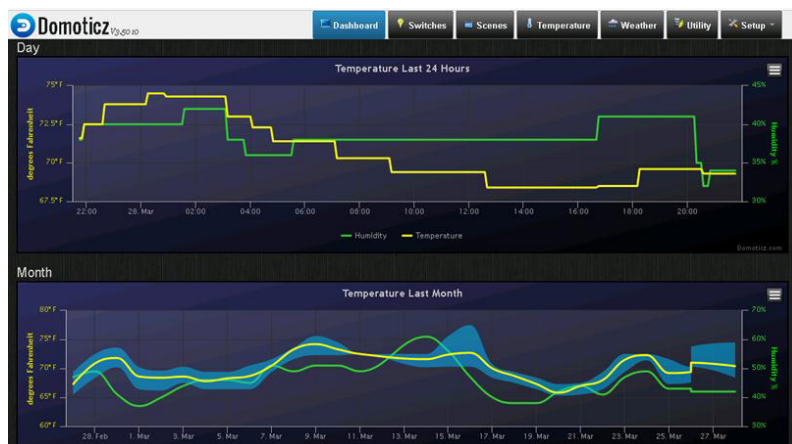 Domoticz V3.5010
Dashboard Switches Scenes Temperature Weather Utility Setup
Day
Temperature Last 24 Hours
75° F 45%
72.5° F 40%
70° F 35%
67.5° F 30%
degrees Fahrenheit
Humidity %
22:00 28. Mar 02:00 04:00 06:00 08:00 10:00 12:00 14:00 16:00 18:00 20:00
Humidity Temperature
Domoticz.com
Month
Temperature Last Month
80° F 70%
75° F 60%
70° F 50%
65° F 40%
60° F 30%
degrees Fahrenheit
Humidity %
28. Feb 1. Mar 3. Mar 5. Mar 7. Mar 9. Mar 11. Mar 13. Mar 15. Mar 17. Mar 19. Mar 21. Mar 23. Mar 25. Mar 27. Mar